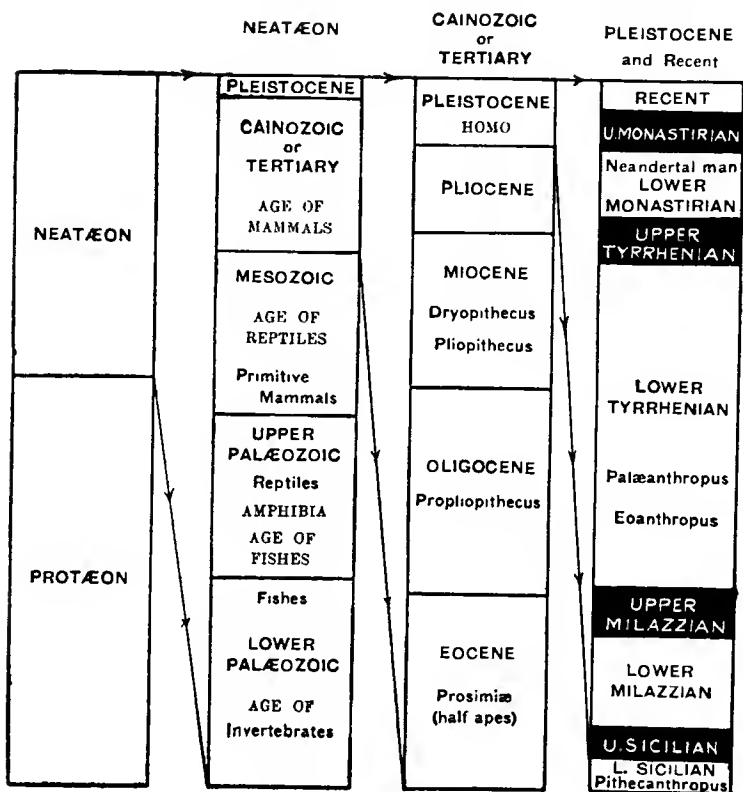 NEATÆON
CAINOZOIC
or
TERTIARY
PLEISTOCENE
and Recent
NEATÆON
PROTÆON
PLEISTOCENE
CAINOZOIC
or
TERTIARY
AGE OF
MAMMALS
MESOZOIC
AGE OF
REPTILES
Primitive
Mammals
UPPER
PALÆOZOIC
Reptiles
AMPHIBIA
AGE OF
FISHES
Fishes
LOWER
PALÆOZOIC
AGE OF
Invertebrates
PLEISTOCENE
HOMO
PLIOCENE
MIOCENE
Dryopithecus
Pliopithecus
OLIGOCENE
Propliopithecus
EOCENE
Prosimiæ
(half apes)
RECENT
U.MONASTIRIAN
Neandertal man
LOWER
MONASTIRIAN
UPPER
TYRRHENIAN
LOWER
TYRRHENIAN
Palæanthropus
Eoanthropus
UPPER
MILAZZIAN
LOWER
MILAZZIAN
U.SICILIAN
L. SICILIAN
Pithecanthropus